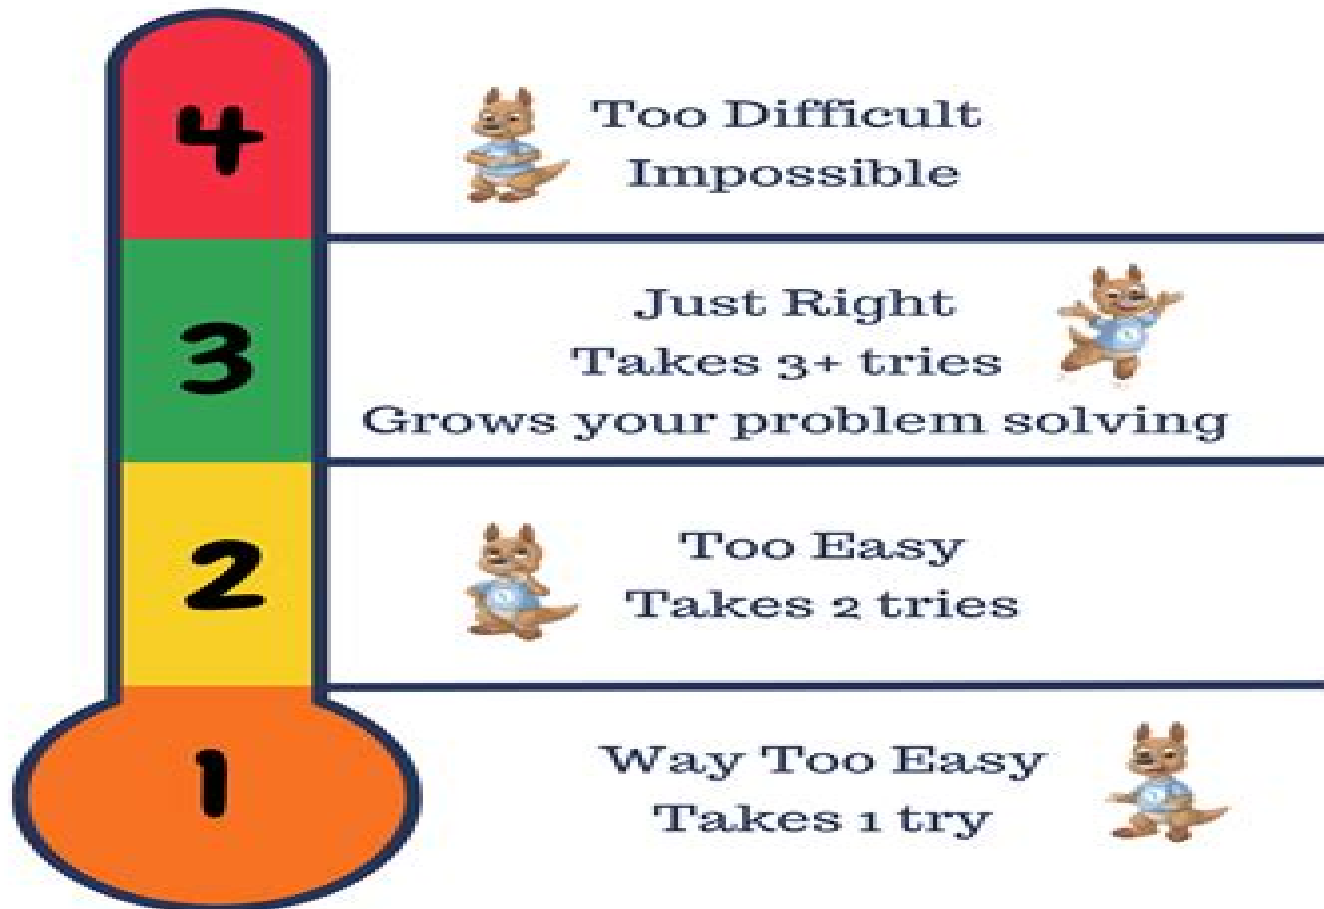 4
Too Difficult
Impossible
3
Just Right
Takes 3+ tries
Grows your problem solving
2
Too Easy
Takes 2 tries
1
Way Too Easy
Takes 1 try